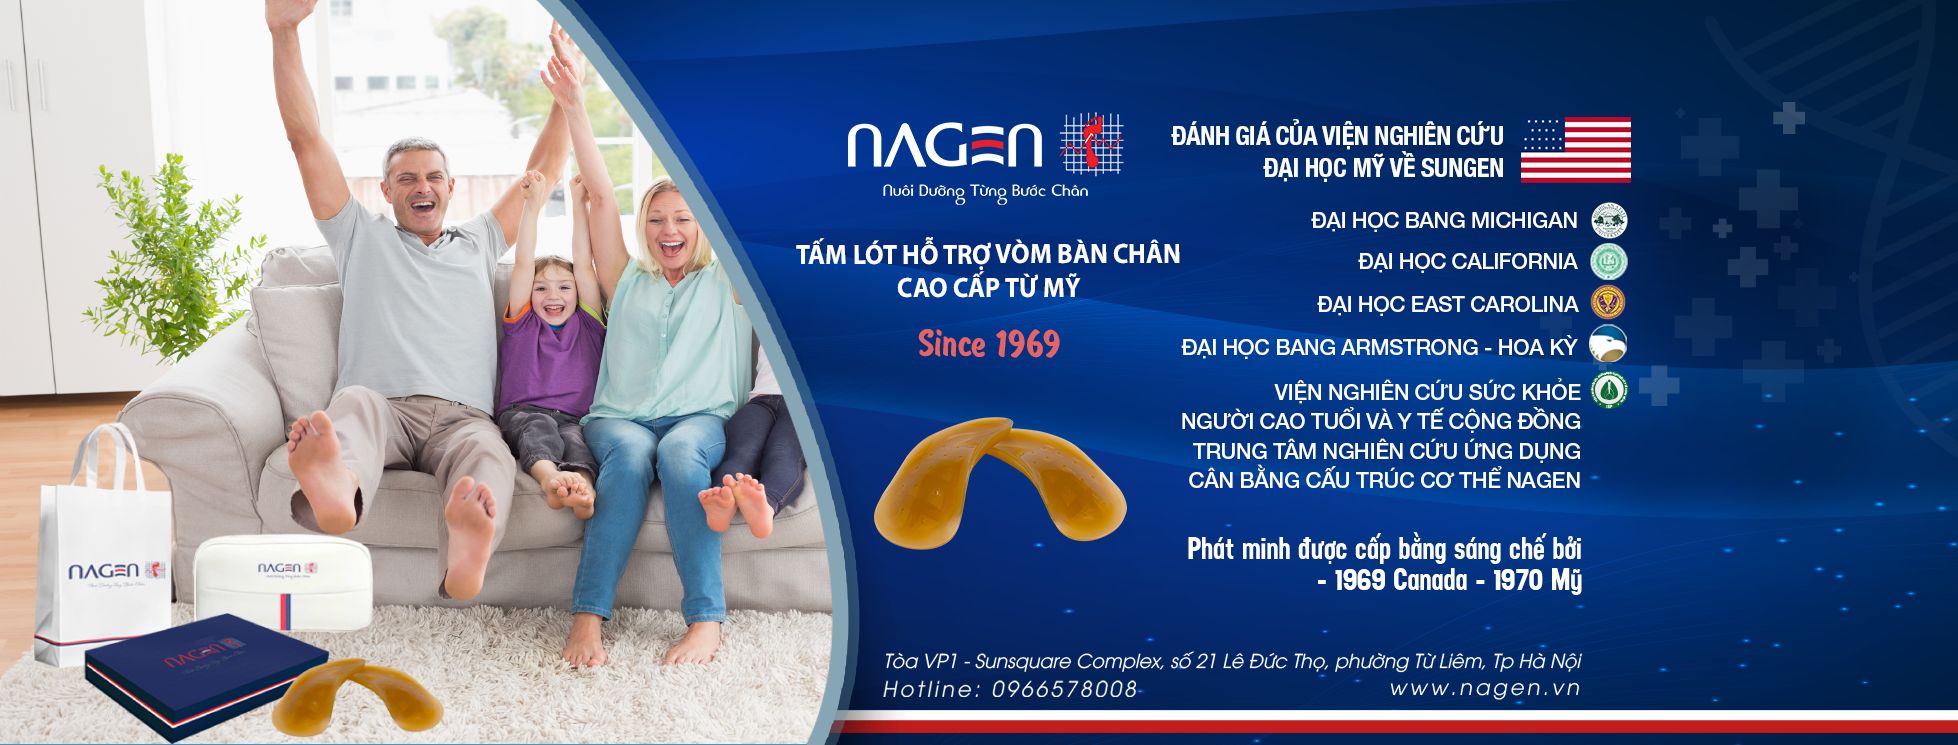 NAGEN
Nuôi Dưỡng Từng Bước Chân
TẤM LÓT HỖ TRỢ VÒM BÀN CHÂN
CAO CẤP TỪ MỸ
Since 1969
ĐÁNH GIÁ CỦA VIỆN NGHIÊN CỨU
ĐẠI HỌC MỸ VỀ SUNGEN
ĐẠI HỌC BANG MICHIGAN
ĐẠI HỌC CALIFORNIA
ĐẠI HỌC EAST CAROLINA
ĐẠI HỌC BANG ARMSTRONG - HOA KỲ
VIỆN NGHIÊN CỨU SỨC KHỎE
NGƯỜI CAO TUỔI VÀ Y TẾ CỘNG ĐỒNG
TRUNG TÂM NGHIÊN CỨU ỨNG DỤNG
CÂN BẰNG CẤU TRÚC CƠ THỂ NAGEN
Phát minh được cấp bằng sáng chế bởi
- 1969 Canada - 1970 Mỹ
Tòa VP1 - Sunsquare Complex, số 21 Lê Đức Thọ, phường Từ Liêm, Tp Hà Nội
Hotline: 0966578008
www.nagen.vn
NAGEN
Nuôi Dưỡng Từng Bước Chân
NAGEN
NAGEN